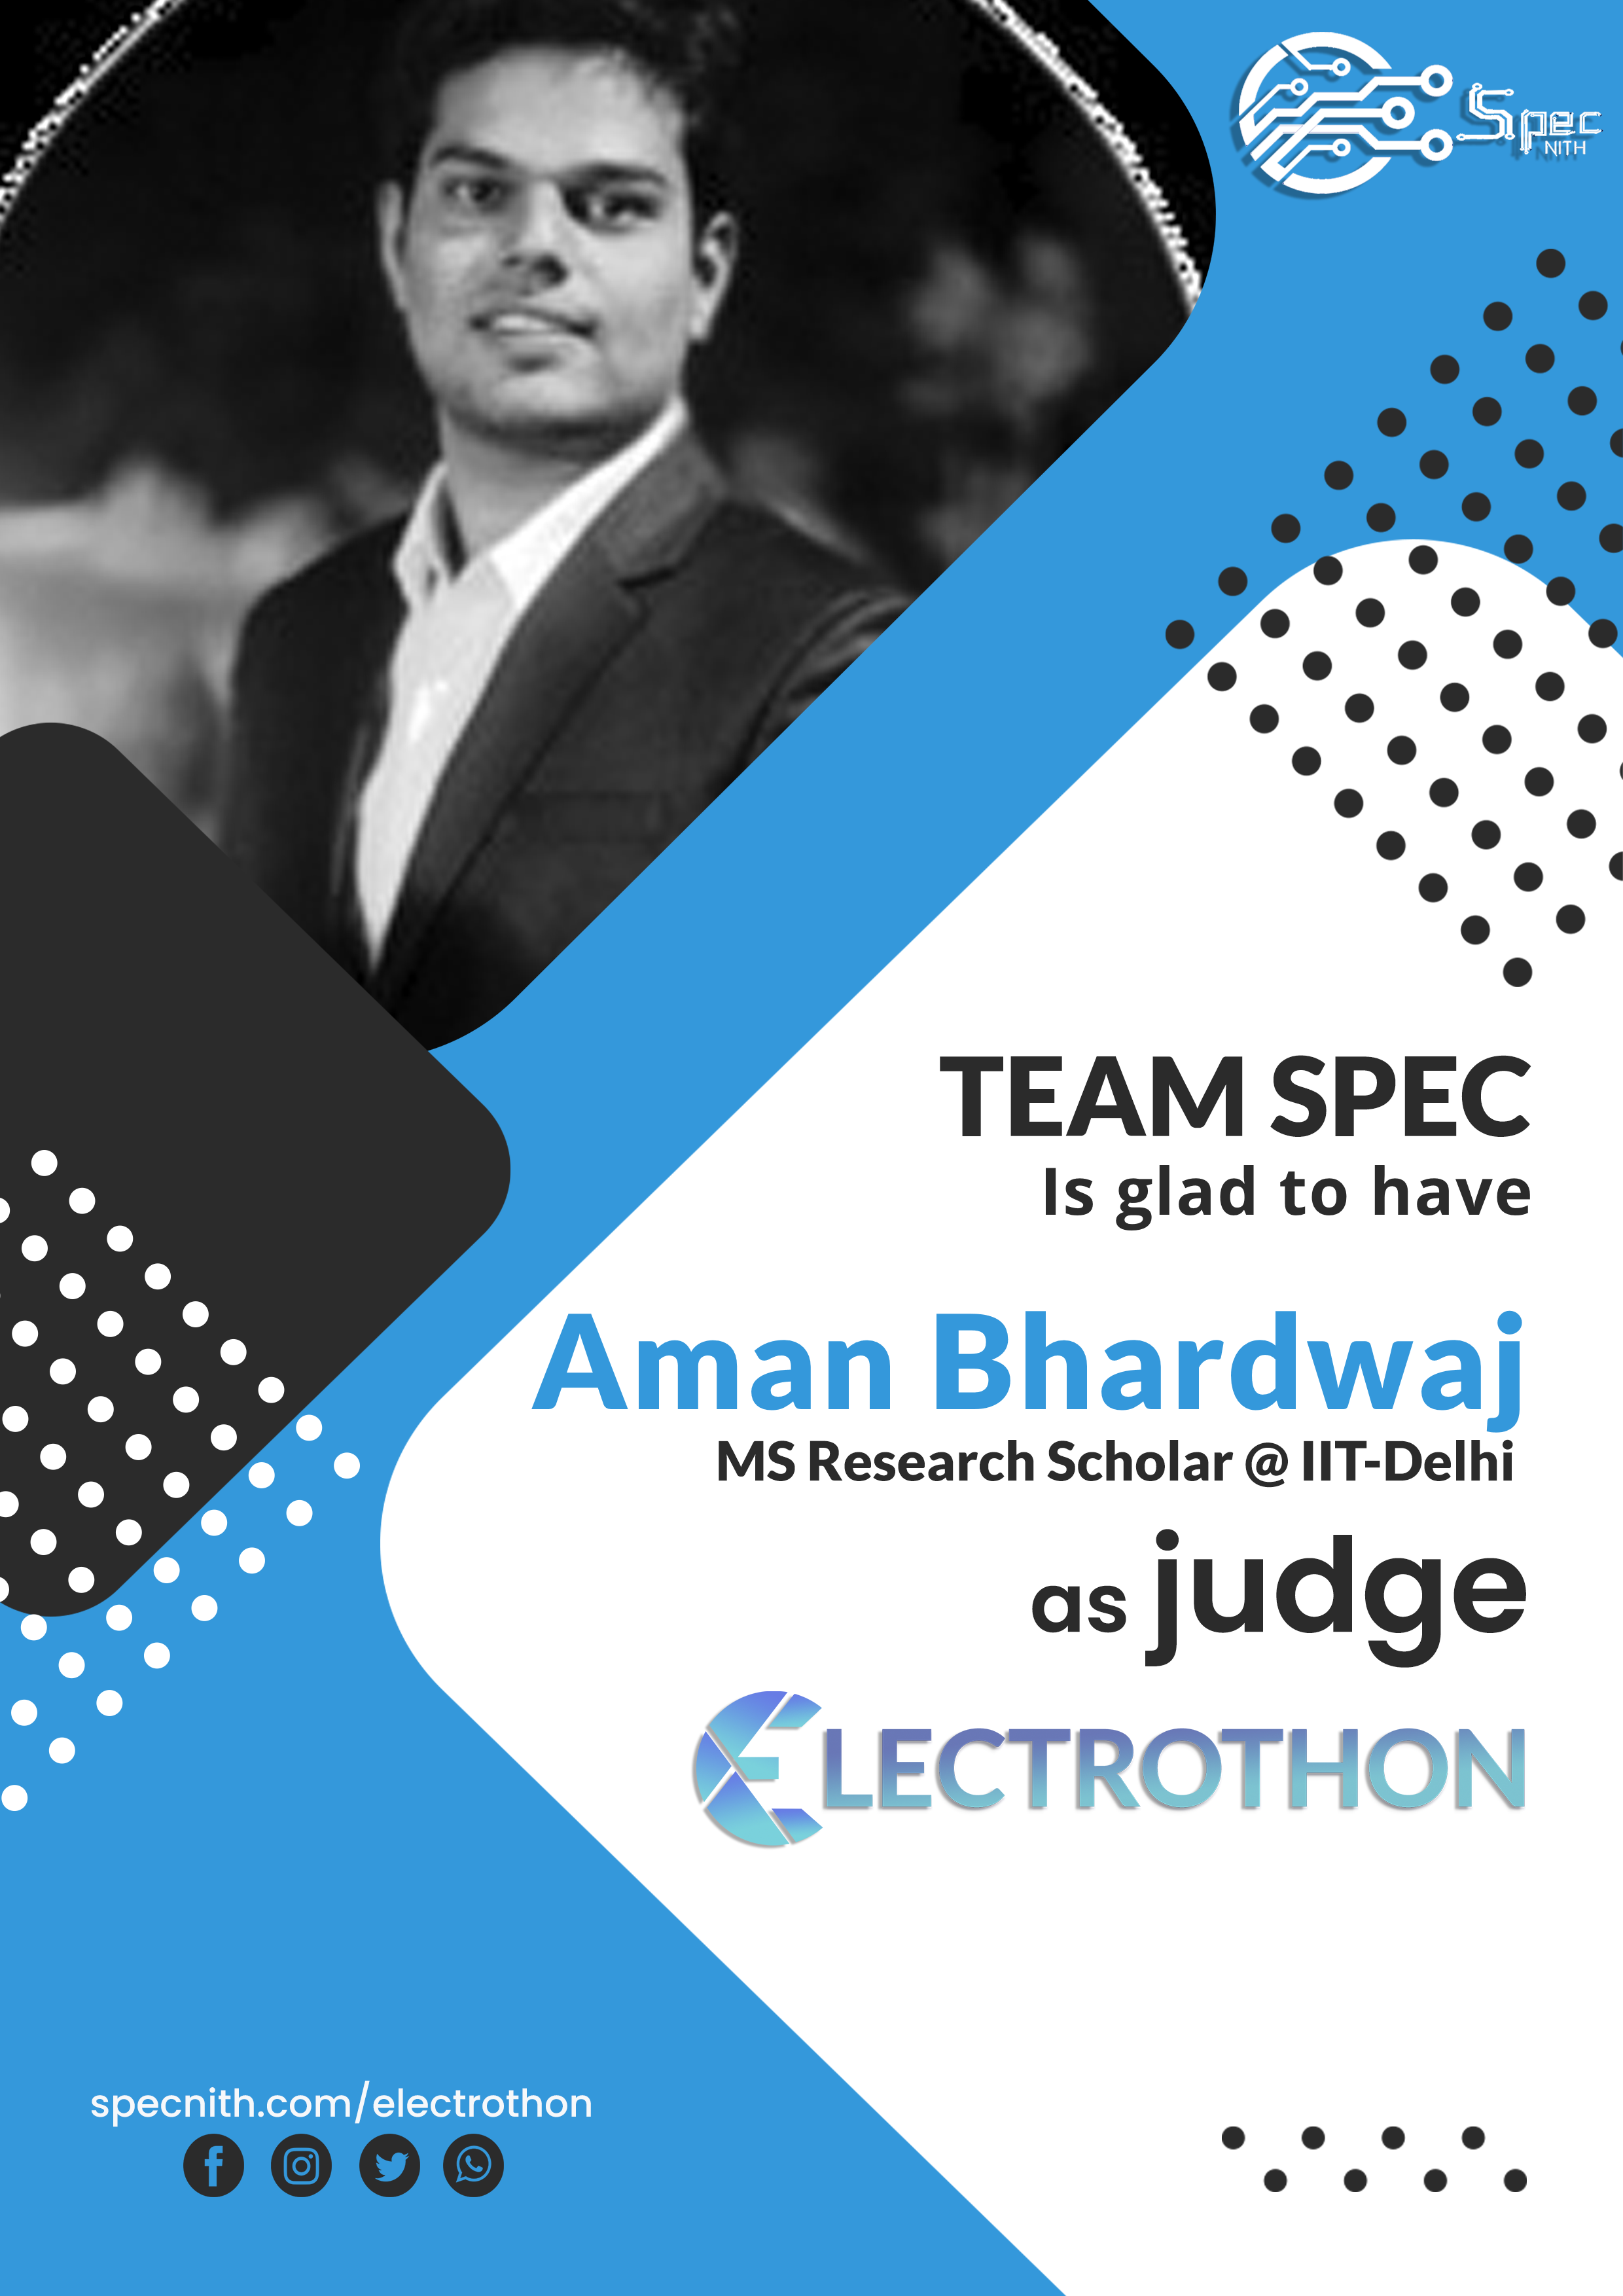 Spec
NITH
TEAM SPEC
Is glad to have
Aman Bhardwaj
MS Research Scholar @ IIT-Delhi
as judge
ELECTROTHON
specnith.com/electrothon